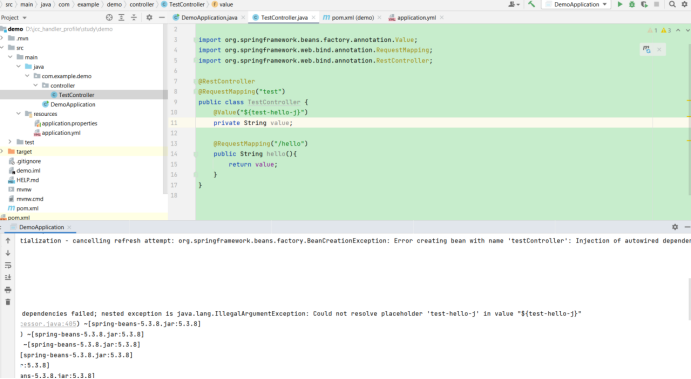 src › main › java › com › example › demo › controller › TestController › value
DemoApplication
Project
DemoApplication.java
TestController.java
pom.xml (demo)
application.yml
demo D:\gcc_handler_profile\study\demo
.mvn
src
main
java
com.example.demo
controller
TestController
DemoApplication
resources
application.properties
application.yml
test
target
.gitignore
demo.iml
HELP.md
mvnw
mvnw.cmd
pom.xml
pom.xml
2
3 import org.springframework.beans.factory.annotation.Value;
4 import org.springframework.web.bind.annotation.RequestMapping;
5 import org.springframework.web.bind.annotation.RestController;
6
7 @RestController
8 @RequestMapping("test")
9 public class TestController {
10 @Value("${test-hello-j}")
11 private String value;
12
13 @RequestMapping("/hello")
14 public String hello(){
15 return value;
16 }
17 }
18
1 3
DemoApplication
tialization - cancelling refresh attempt: org.springframework.beans.factory.BeanCreationException: Error creating bean with name 'testController': Injection of autowired depende
dependencies failed; nested exception is java.lang.IllegalArgumentException: Could not resolve placeholder 'test-hello-j' in value "${test-hello-j}"
essor.java:405) ~[spring-beans-5.3.8.jar:5.3.8]
) ~[spring-beans-5.3.8.jar:5.3.8]
~[spring-beans-5.3.8.jar:5.3.8]
[spring-beans-5.3.8.jar:5.3.8]
:5.3.8]
ans-5.3.8.jar:5.3.8]